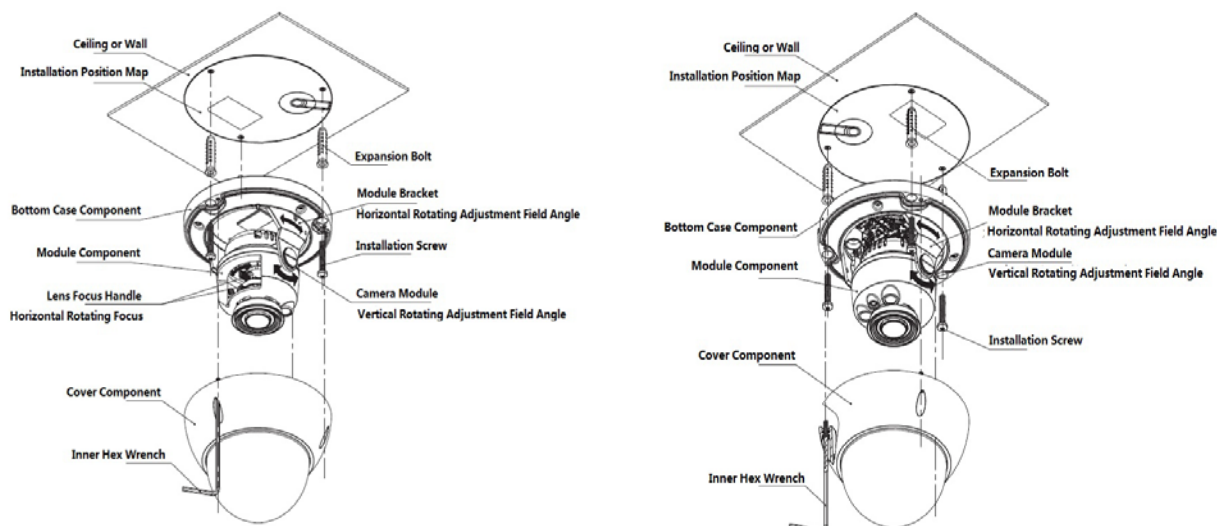 Ceiling or Wall
Installation Position Map
Expansion Bolt
Module Bracket
Horizontal Rotating Adjustment Field Angle
Bottom Case Component
Module Component
Installation Screw
Lens Focus Handle
Horizontal Rotating Focus
Camera Module
Vertical Rotating Adjustment Field Angle
Cover Component
Inner Hex Wrench
Ceiling or Wall
Installation Position Map
Expansion Bolt
Module Bracket
Horizontal Rotating Adjustment Field Angle
Bottom Case Component
Camera Module
Vertical Rotating Adjustment Field Angle
Module Component
Installation Screw
Cover Component
Inner Hex Wrench